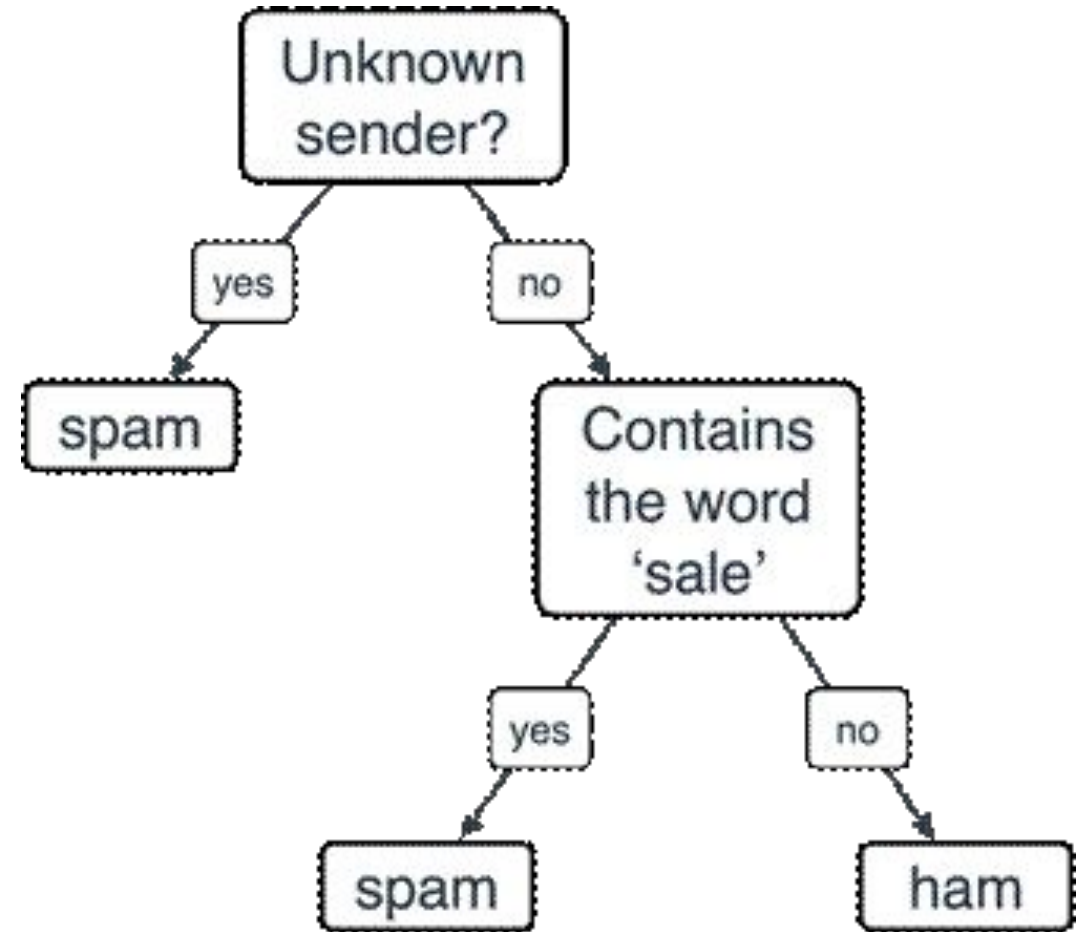 Unknown
sender?
yes
no
spam
Contains
the word
‘sale’
yes
no
spam
ham